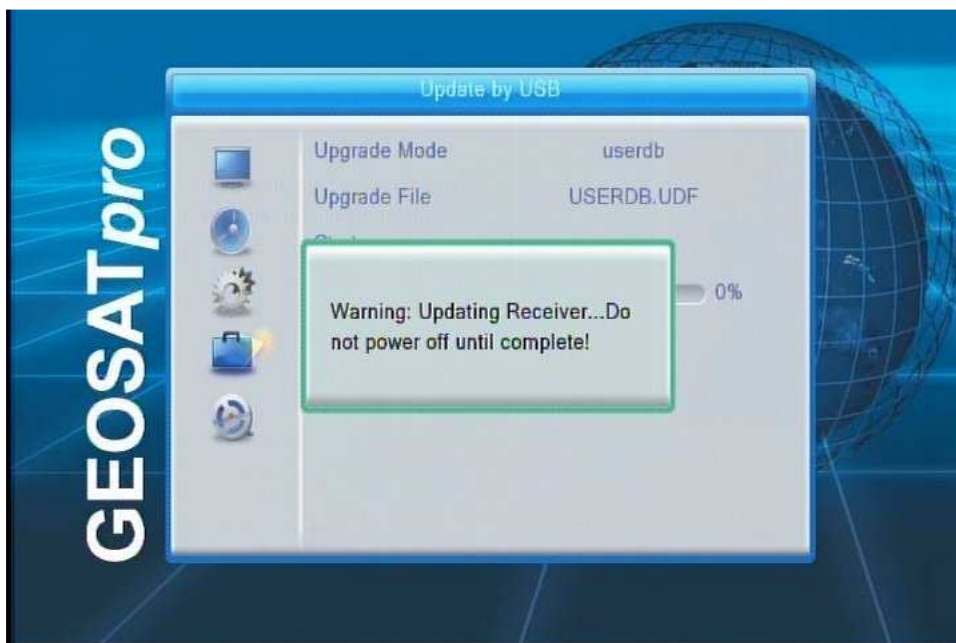 GEOSATpro
Update by USB
Upgrade Mode userdb
Upgrade File USERDB.UDF
0%
Warning: Updating Receiver...Do
not power off until complete!